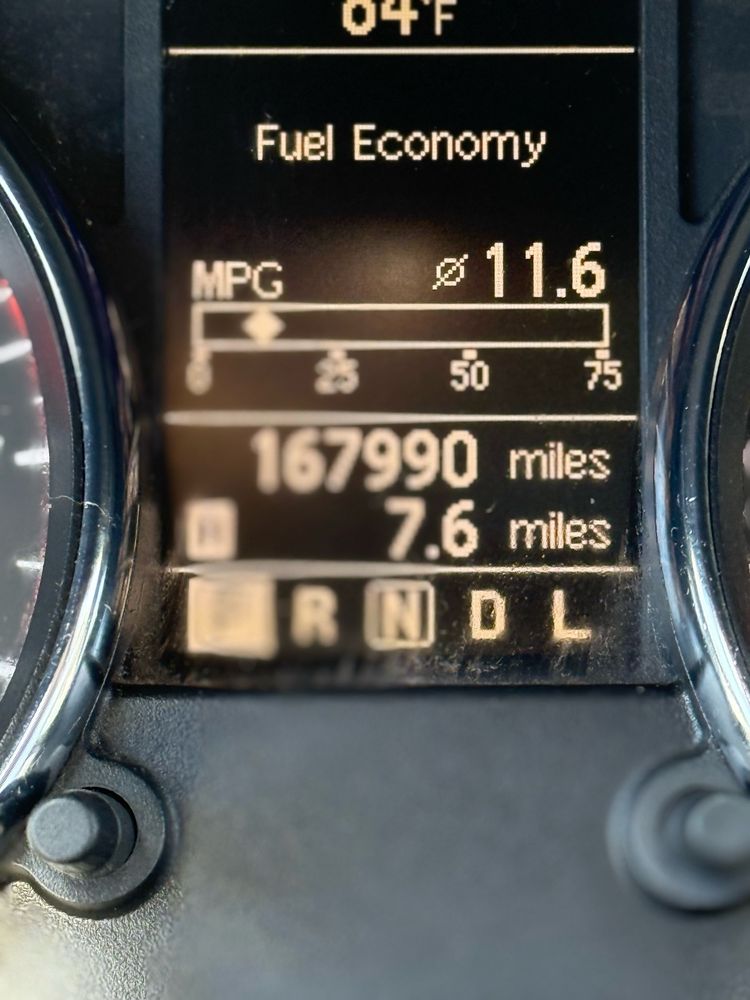 Fuel Economy
MPG ⌀ 11.6
0 25 50 75
167990 miles
7.6 miles
R N D L